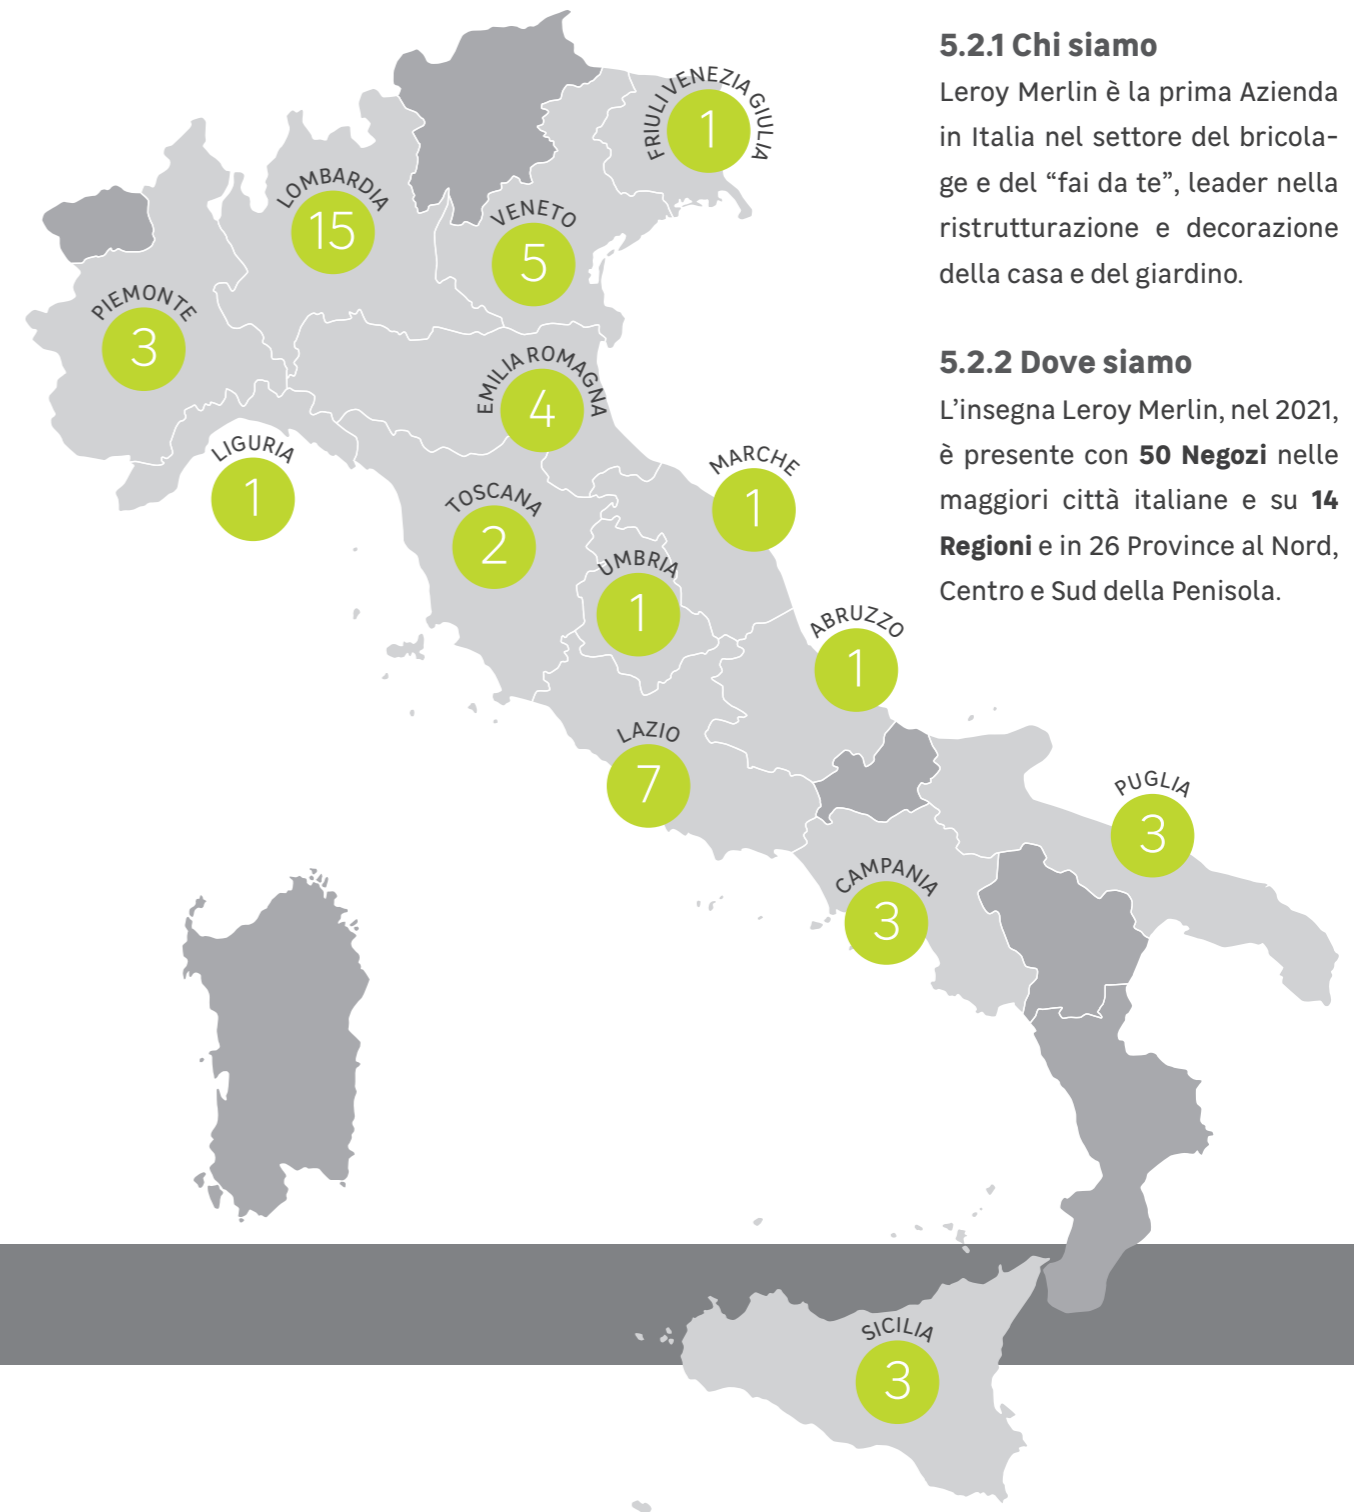 5.2.1 Chi siamo
Leroy Merlin è la prima Azienda
in Italia nel settore del bricola-
ge e del “fai da te”, leader nella
ristrutturazione e decorazione
della casa e del giardino.
5.2.2 Dove siamo
L’insegna Leroy Merlin, nel 2021,
è presente con 50 Negozi nelle
maggiori città italiane e su 14
Regioni e in 26 Province al Nord,
Centro e Sud della Penisola.
FRIULI VENEZIA GIULIA
1
LOMBARDIA
15
VENETO
5
PIEMONTE
3
EMILIA ROMAGNA
4
LIGURIA
1
TOSCANA
2
MARCHE
1
UMBRIA
1
ABRUZZO
1
LAZIO
7
PUGLIA
3
CAMPANIA
3
SICILIA
3